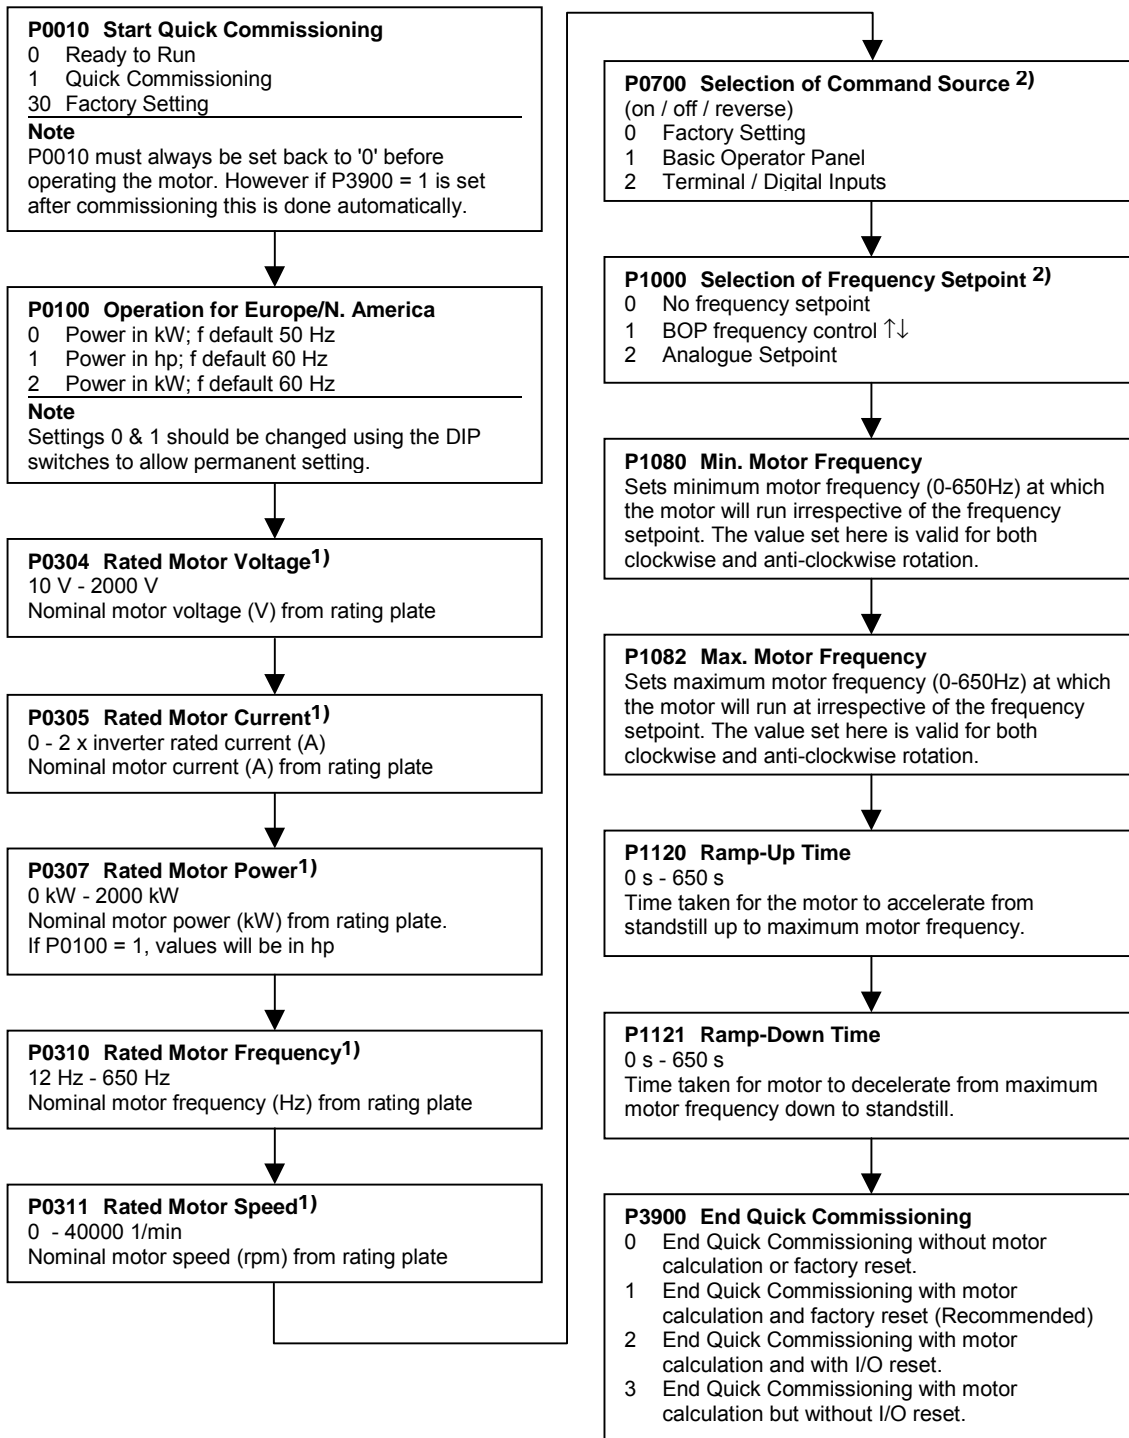 P0010 Start Quick Commissioning
0 Ready to Run
1 Quick Commissioning
30 Factory Setting
Note
P0010 must always be set back to '0' before
operating the motor. However if P3900 = 1 is set
after commissioning this is done automatically.
P0100 Operation for Europe/N. America
0 Power in kW; f default 50 Hz
1 Power in hp; f default 60 Hz
2 Power in kW; f default 60 Hz
Note
Settings 0 & 1 should be changed using the DIP
switches to allow permanent setting.
P0304 Rated Motor Voltage1)
10 V - 2000 V
Nominal motor voltage (V) from rating plate
P0305 Rated Motor Current1)
0 - 2 x inverter rated current (A)
Nominal motor current (A) from rating plate
P0307 Rated Motor Power1)
0 kW - 2000 kW
Nominal motor power (kW) from rating plate.
If P0100 = 1, values will be in hp
P0310 Rated Motor Frequency1)
12 Hz - 650 Hz
Nominal motor frequency (Hz) from rating plate
P0311 Rated Motor Speed1)
0 - 40000 1/min
Nominal motor speed (rpm) from rating plate
P0700 Selection of Command Source 2)
(on / off / reverse)
0 Factory Setting
1 Basic Operator Panel
2 Terminal / Digital Inputs
P1000 Selection of Frequency Setpoint 2)
0 No frequency setpoint
1 BOP frequency control ↑↓
2 Analogue Setpoint
P1080 Min. Motor Frequency
Sets minimum motor frequency (0-650Hz) at which
the motor will run irrespective of the frequency
setpoint. The value set here is valid for both
clockwise and anti-clockwise rotation.
P1082 Max. Motor Frequency
Sets maximum motor frequency (0-650Hz) at which
the motor will run at irrespective of the frequency
setpoint. The value set here is valid for both
clockwise and anti-clockwise rotation.
P1120 Ramp-Up Time
0 s - 650 s
Time taken for the motor to accelerate from
standstill up to maximum motor frequency.
P1121 Ramp-Down Time
0 s - 650 s
Time taken for motor to decelerate from maximum
motor frequency down to standstill.
P3900 End Quick Commissioning
0 End Quick Commissioning without motor
calculation or factory reset.
1 End Quick Commissioning with motor
calculation and factory reset (Recommended)
2 End Quick Commissioning with motor
calculation and with I/O reset.
3 End Quick Commissioning with motor
calculation but without I/O reset.